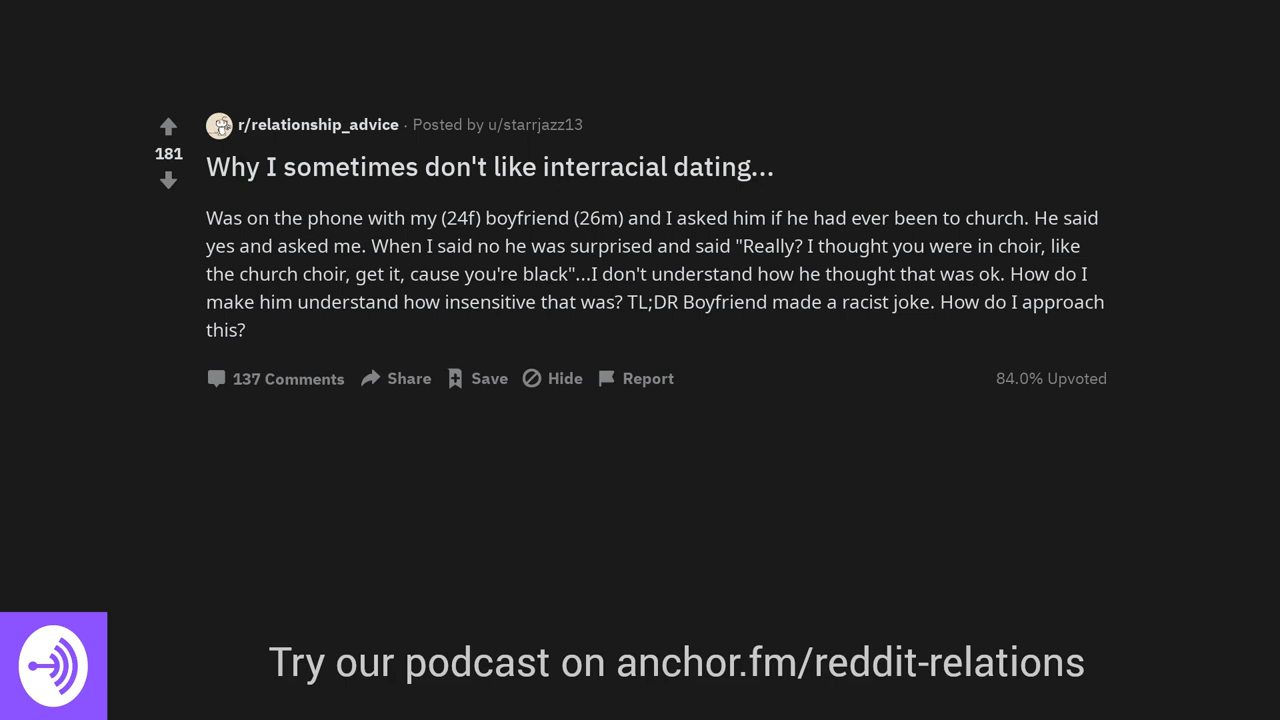 r/relationship_advice · Posted by u/starrjazz13
181
Why I sometimes don't like interracial dating...
Was on the phone with my (24f) boyfriend (26m) and I asked him if he had ever been to church. He said
yes and asked me. When I said no he was surprised and said "Really? I thought you were in choir, like
the church choir, get it, cause you're black"...I don't understand how he thought that was ok. How do I
make him understand how insensitive that was? TL;DR Boyfriend made a racist joke. How do I approach
this?
137 Comments Share Save Hide Report 84.0% Upvoted
Try our podcast on anchor.fm/reddit-relations